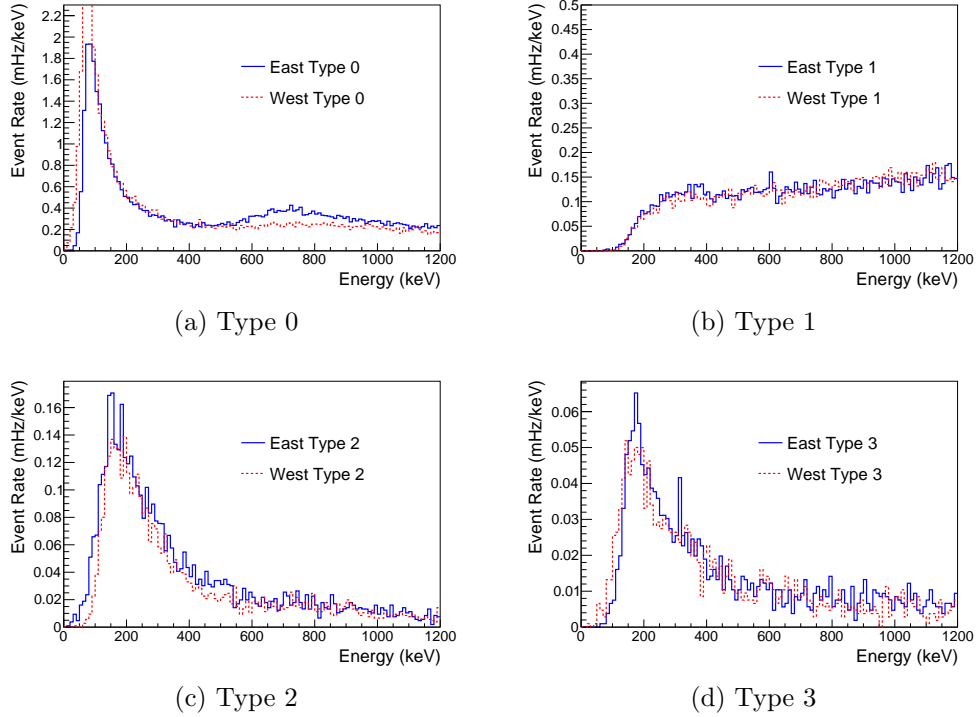 Event Rate (mHz/keV)
2.2
2
1.8
1.6
1.4
1.2
1
0.8
0.6
0.4
0.2
0
East Type 0
West Type 0
0 200 400 600 800 1000 1200
Energy (keV)
(a) Type 0
Event Rate (mHz/keV)
0.5
0.45
0.4
0.35
0.3
0.25
0.2
0.15
0.1
0.05
0
East Type 1
West Type 1
0 200 400 600 800 1000 1200
Energy (keV)
(b) Type 1
Event Rate (mHz/keV)
0.16
0.14
0.12
0.1
0.08
0.06
0.04
0.02
0
East Type 2
West Type 2
0 200 400 600 800 1000 1200
Energy (keV)
(c) Type 2
Event Rate (mHz/keV)
0.06
0.05
0.04
0.03
0.02
0.01
0
East Type 3
West Type 3
0 200 400 600 800 1000 1200
Energy (keV)
(d) Type 3